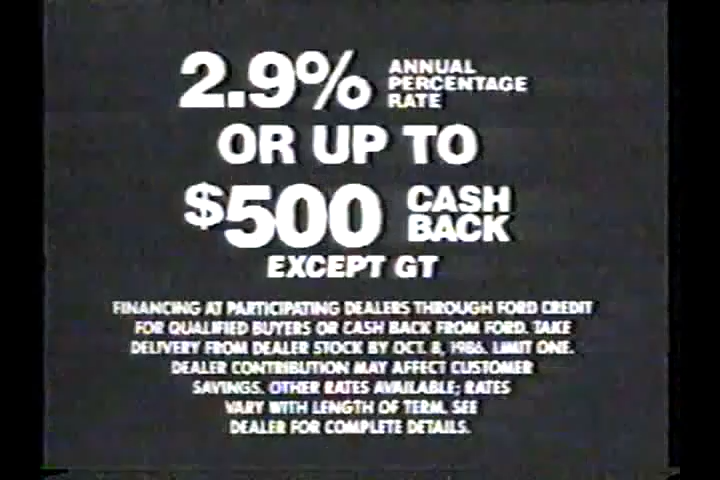 2.9% ANNUAL PERCENTAGE RATE
OR UP TO
$500 CASH BACK
EXCEPT GT
FINANCING AT PARTICIPATING DEALERS THROUGH FORD CREDIT
FOR QUALIFIED BUYERS OR CASH BACK FROM FORD. TAKE
DELIVERY FROM DEALER STOCK BY OCT. 8, 1986. LIMIT ONE.
DEALER CONTRIBUTION MAY AFFECT CUSTOMER
SAVINGS. OTHER RATES AVAILABLE; RATES
VARY WITH LENGTH OF TERM. SEE
DEALER FOR COMPLETE DETAILS.